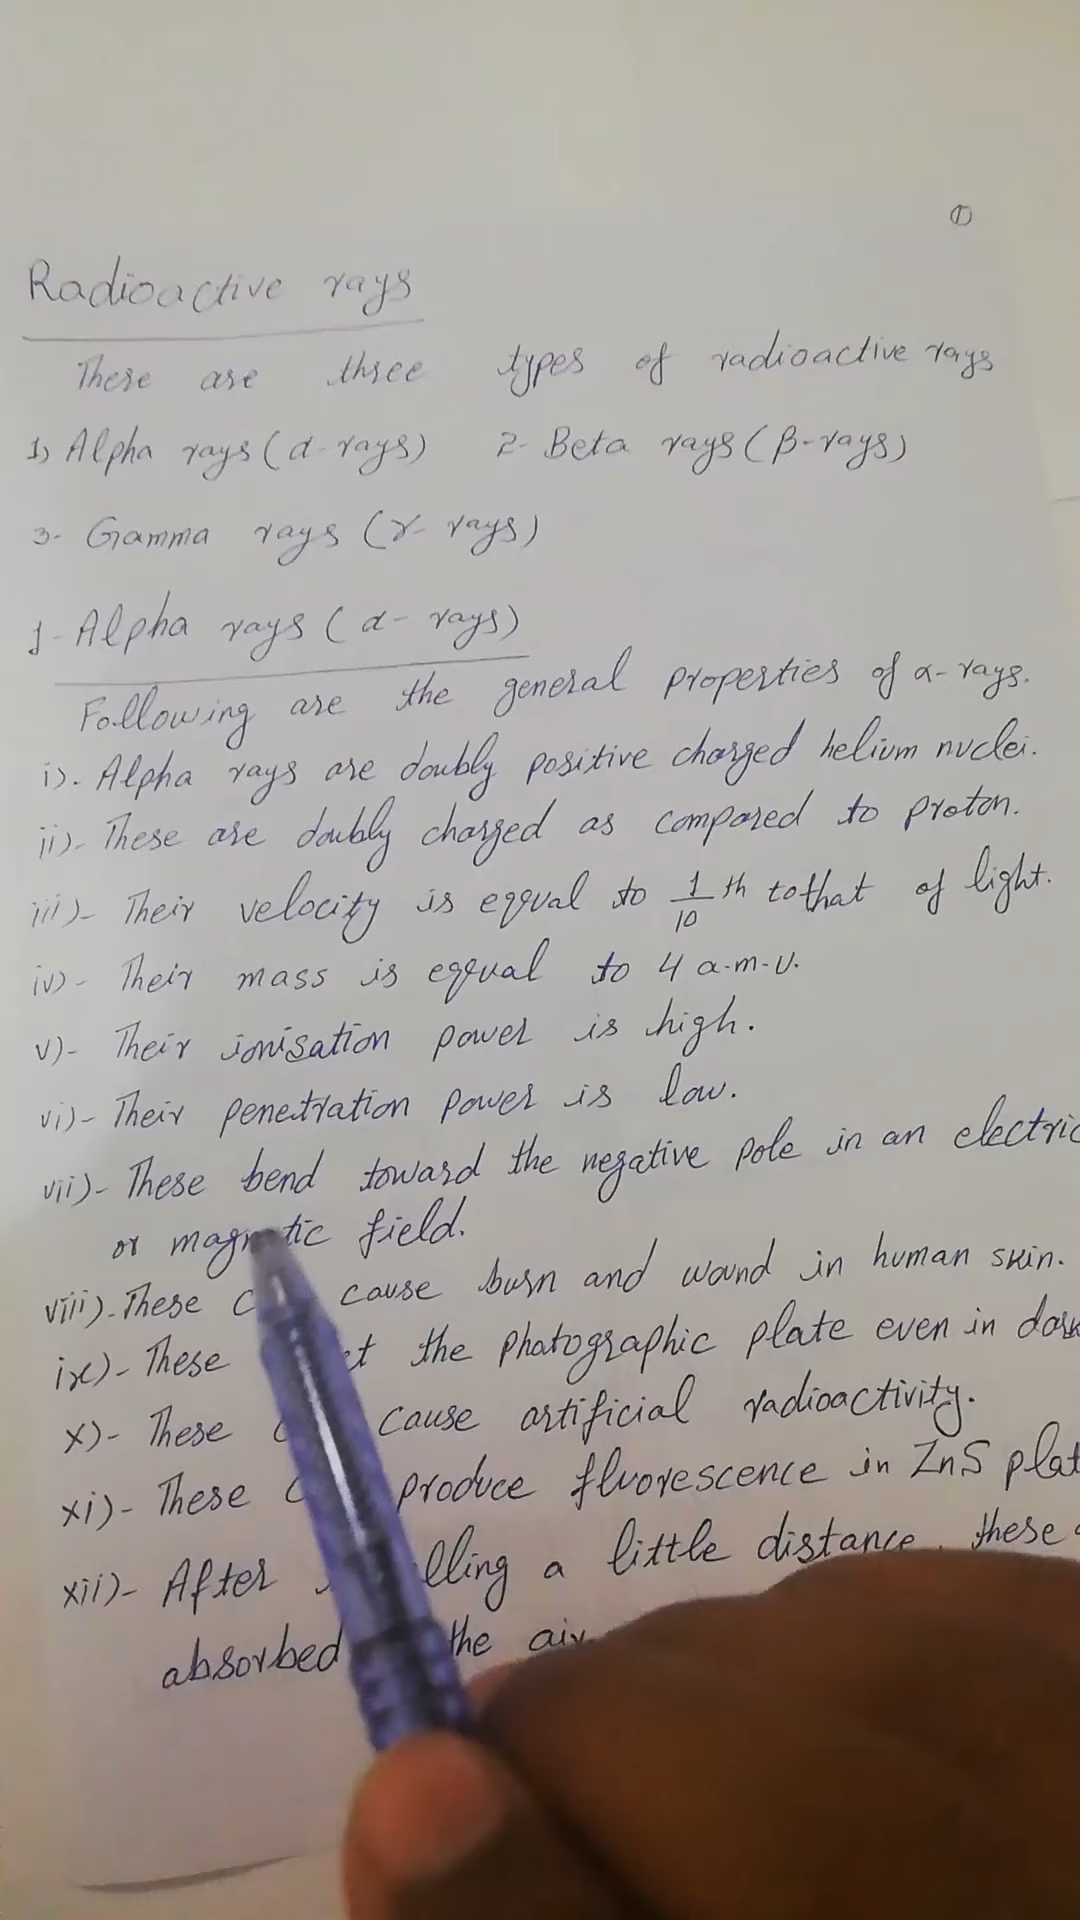 ①
Radioactive rays
These are three types of radioactive rays
1, Alpha rays (α-rays) 2- Beta rays (β-rays)
3- Gamma rays (γ- rays)
1- Alpha rays (α- rays)
Following are the general properties of α-rays.
i)- Alpha rays are doubly positive charged helium nuclei.
ii)- These are doubly charged as compared to proton.
iii)- Their velocity is eqqual to 1/10 th to that of light.
iv)- Their mass is eqqual to 4 a-m-u.
v)- Their ionisation power is high.
vi)- Their penetration power is low.
vii)- These bend toward the negative pole in an electric
or magnetic field.
viii)- These cause burn and wound in human skin.
ix)- These the photographic plate even in dark
x)- These cause artificial radioactivity.
xi)- These produce fluorescence in ZnS
xii)- After a little distance, these
absorbed the air